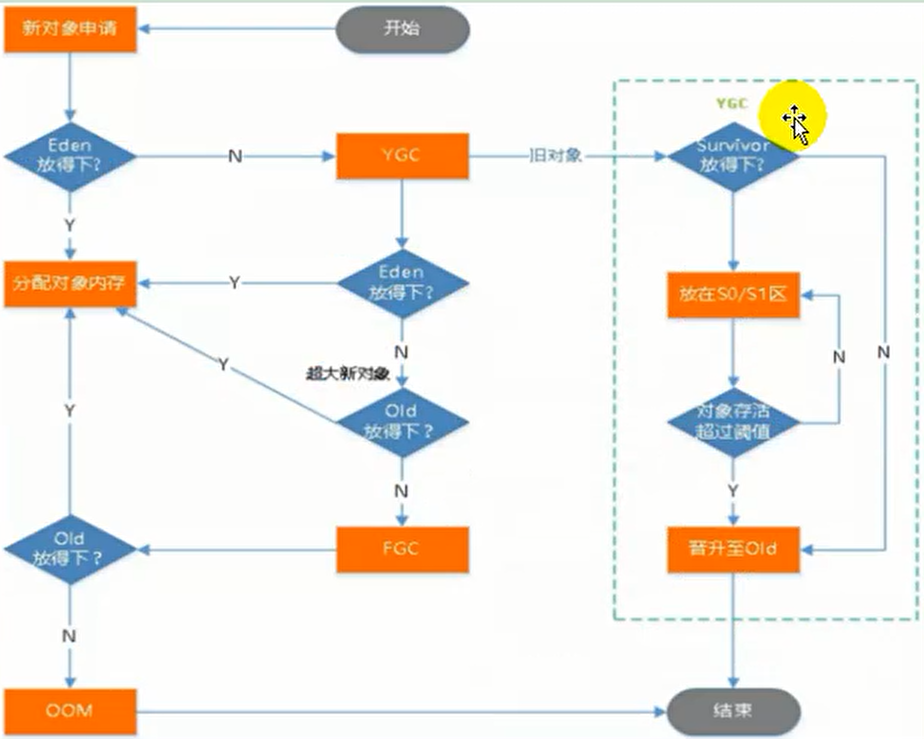 新对象申请
开始
YGC
Eden
放得下?
N
YGC
旧对象
Survivor
放得下?
Y
分配对象内存
Y
Eden
放得下?
放在S0/S1区
N
N
N
Y
超大新对象
Old
放得下？
对象存活
超过阈值
Y
N
Y
Old
放得下？
FGC
晋升至Old
N
OOM
结束